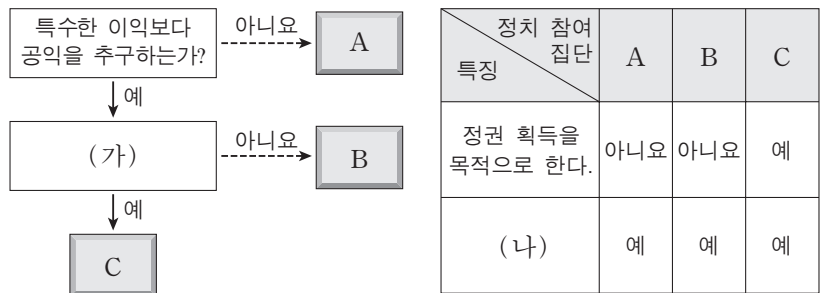 특수한 이익보다
공익을 추구하는가?
아니요
A
예
(가)
아니요
B
예
C
정치 참여
집단
특징
A
B
C
정권 획득을
목적으로 한다.
아니요
아니요
예
(나)
예
예
예